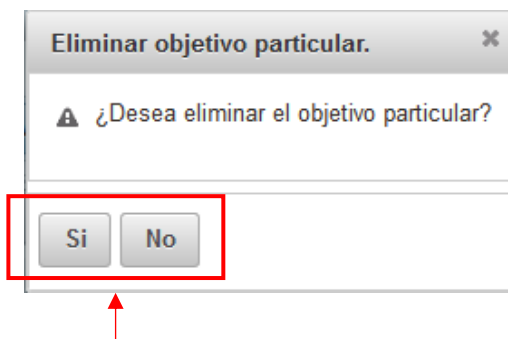 Eliminar objetivo particular.
¿Desea eliminar el objetivo particular?
Si No